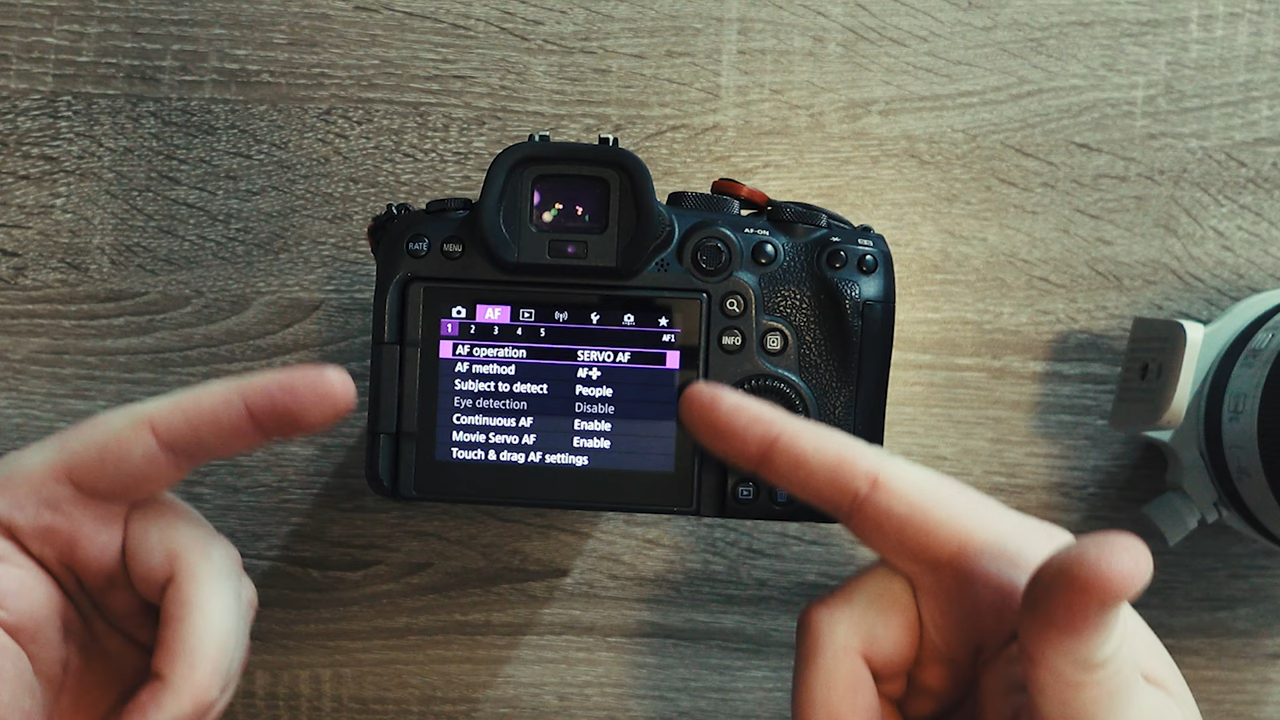 AF-ON
RATE
MENU
AF
1 2 3 4 5
AF1
INFO
AF operation SERVO AF
AF method AF
Subject to detect People
Eye detection Disable
Continuous AF Enable
Movie Servo AF Enable
Touch & drag AF settings